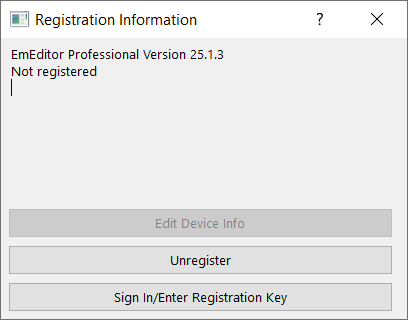 Registration Information
?
EmEditor Professional Version 25.1.3
Not registered
Edit Device Info
Unregister
Sign In/Enter Registration Key